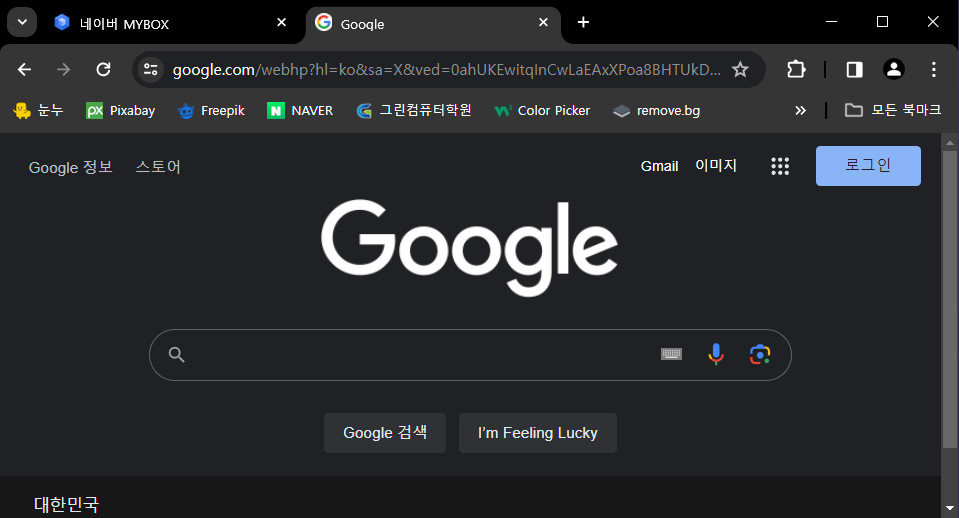 네이버 MYBOX
Google
google.com/webhp?hl=ko&sa=X&ved=0ahUKEwitqInCwLaEAxXPoa8BHTUkD...
눈누 Pixabay Freepik NAVER 그린컴퓨터학원 Color Picker remove.bg » 모든 북마크
Google 정보 스토어 Gmail 이미지 로그인
Google
Google 검색 I'm Feeling Lucky
대한민국